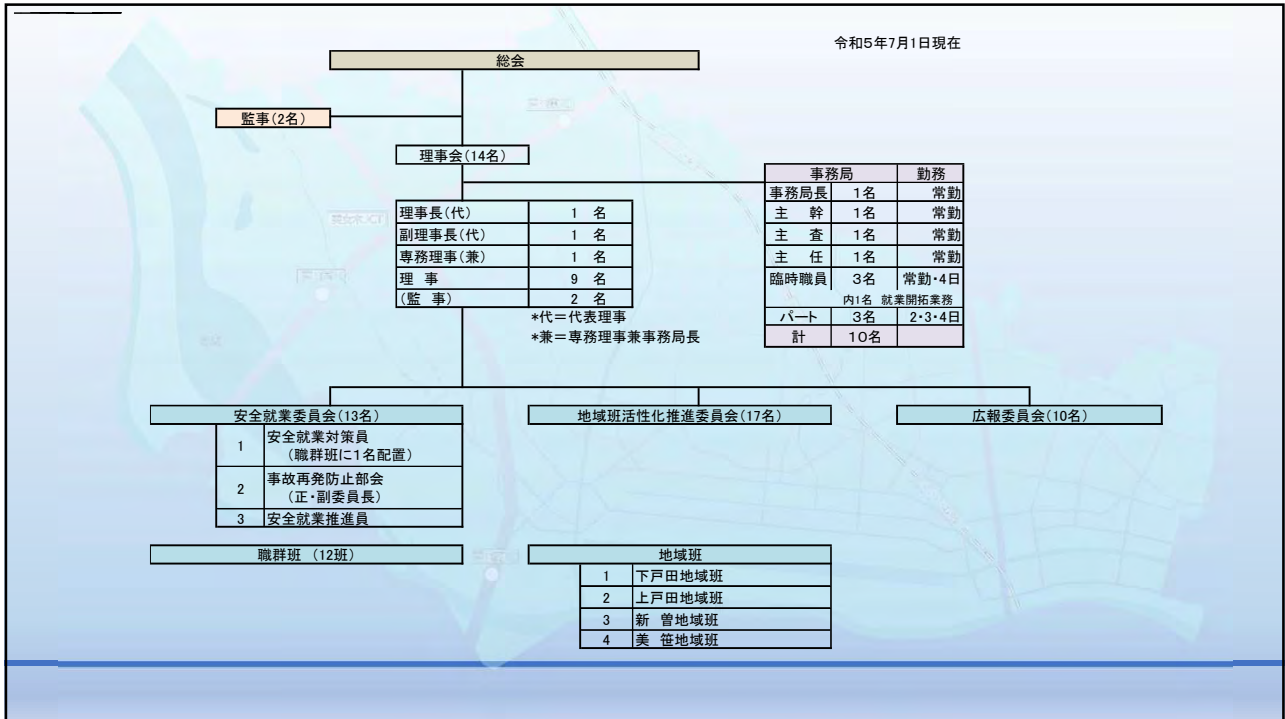 令和5年7月1日現在
総会
監事(2名)
理事会(14名)
事務局 勤務
事務局長 1名 常勤
主 幹 1名 常勤
主 査 1名 常勤
主 任 1名 常勤
臨時職員 3名 常勤・4日
内1名 就業開拓業務
パート 3名 2・3・4日
計 10名
理事長(代) 1 名
副理事長(代) 1 名
専務理事(兼) 1 名
理 事 9 名
(監 事) 2 名
*代=代表理事
*兼=専務理事兼事務局長
安全就業委員会(13名)
1 安全就業対策員
(職群班に1名配置)
2 事故再発防止部会
(正・副委員長)
3 安全就業推進員
地域班活性化推進委員会(17名)
広報委員会(10名)
職群班 (12班)
地域班
1 下戸田地域班
2 上戸田地域班
3 新 曽地域班
4 美 笹地域班